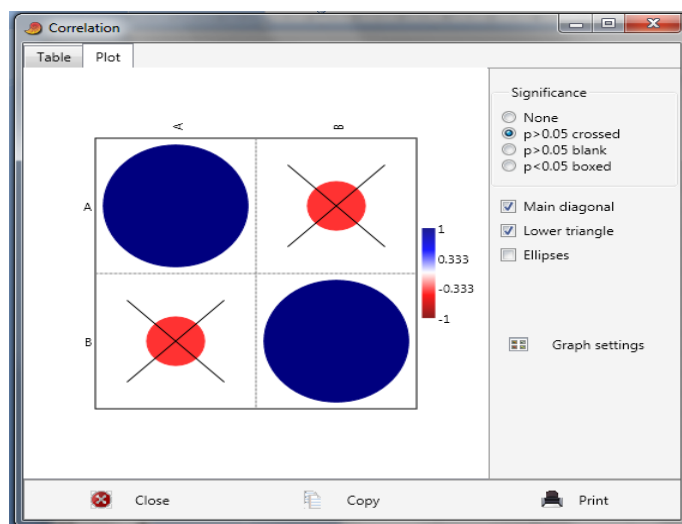 Correlation
Table Plot
A B
A
B
1
0.333
-0.333
-1
Significance
None
p>0.05 crossed
p>0.05 blank
p<0.05 boxed
Main diagonal
Lower triangle
Ellipses
Graph settings
Close Copy Print